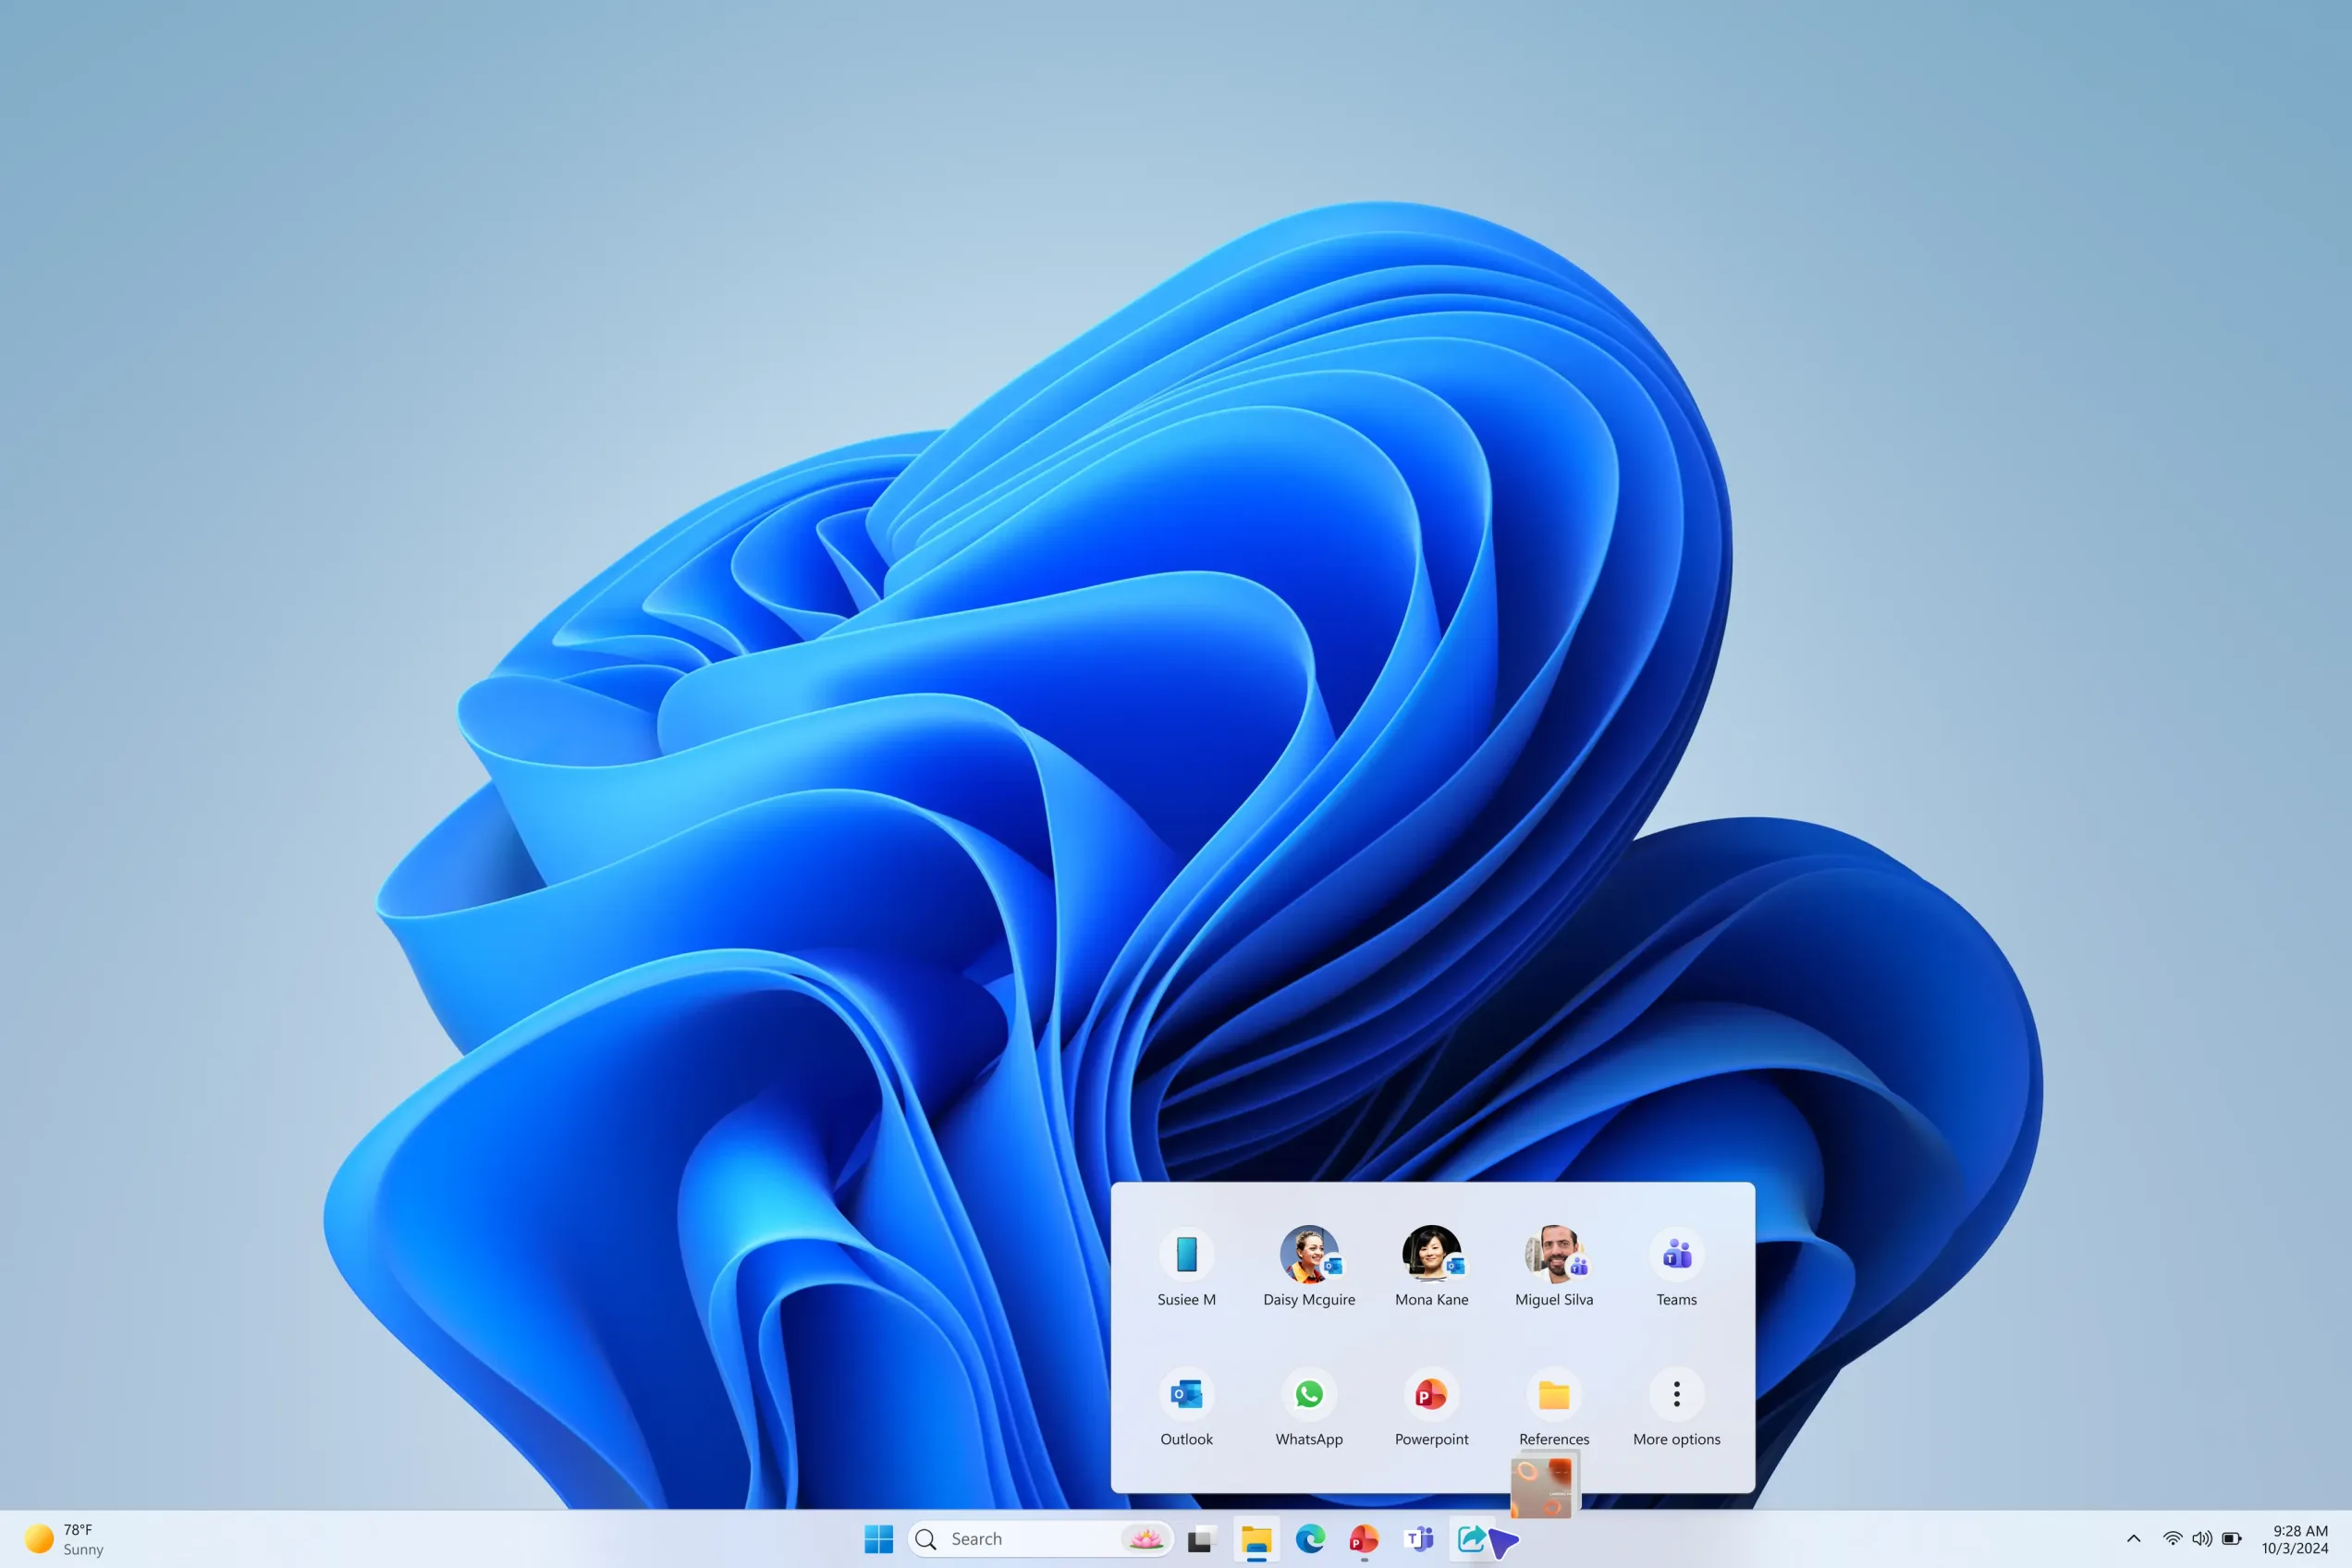 Susiee M
Daisy Mcguire
Mona Kane
Miguel Silva
Teams
Outlook
WhatsApp
Powerpoint
References
More options
78°F
Sunny
Search
9:28 AM
10/3/2024